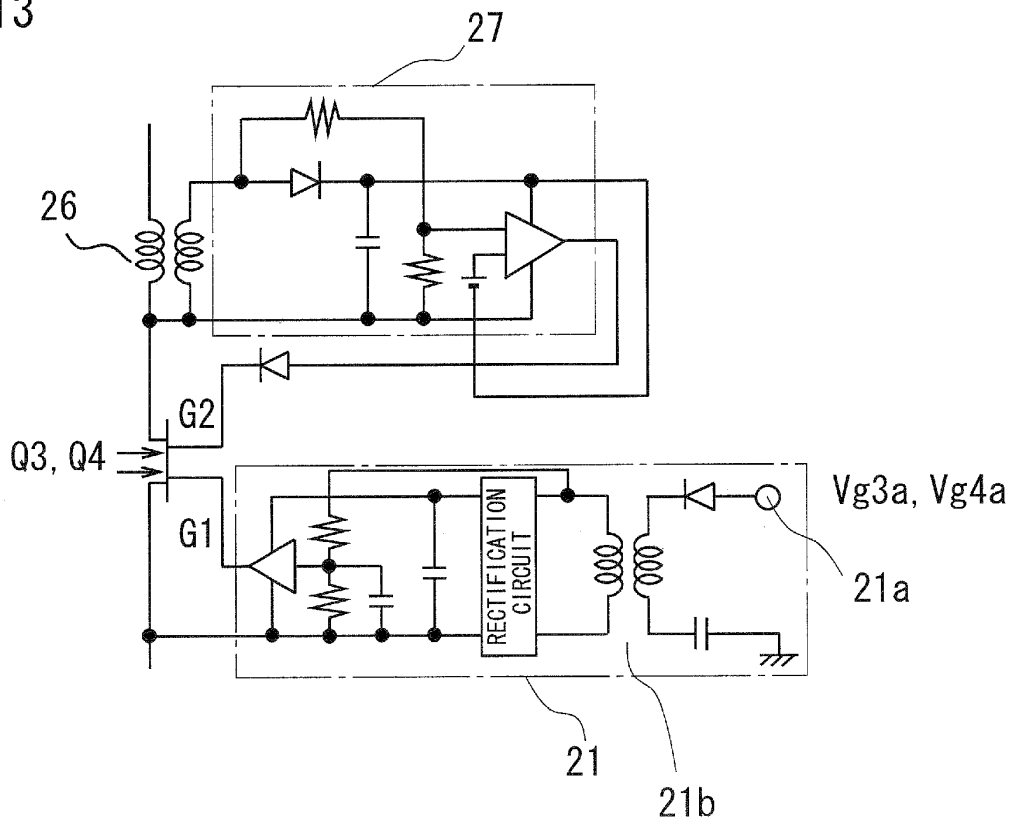 13
27
26
G2
Q3, Q4
G1
RECTIFICATION
CIRCUIT
Vg3a, Vg4a
21a
21
21b